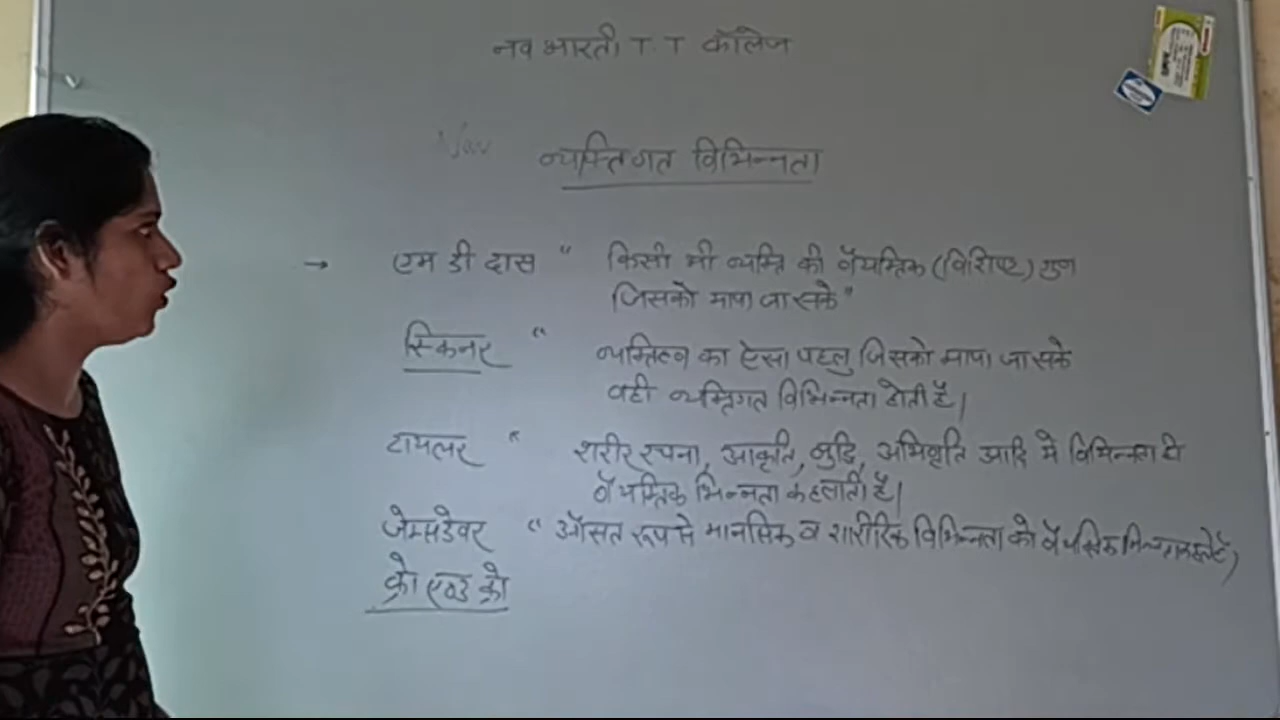 नव भारती T T कॉलेज
New
व्यक्तिगत विभिन्नता
→ एम डी दास " किसी भी व्यक्ति की वैयक्तिक (विशिष्ट) गुण
जिसको मापा जा सके"
स्किनर " व्यक्तित्व का ऐसा पहलु जिसको मापा जा सके
वही व्यक्तिगत विभिन्नता होती है।
टायलर " शरीर रचना, आकृति, बुद्धि, अभिवृति आदि मे विभिन्नता ही
वैयक्तिक भिन्नता कहलाती है।
जेम्सडेवर " औसत रूप से मानसिक व शारीरिक विभिन्नता को वैयक्तिक भिन्नता कहते है,
क्रो एण्ड क्रो